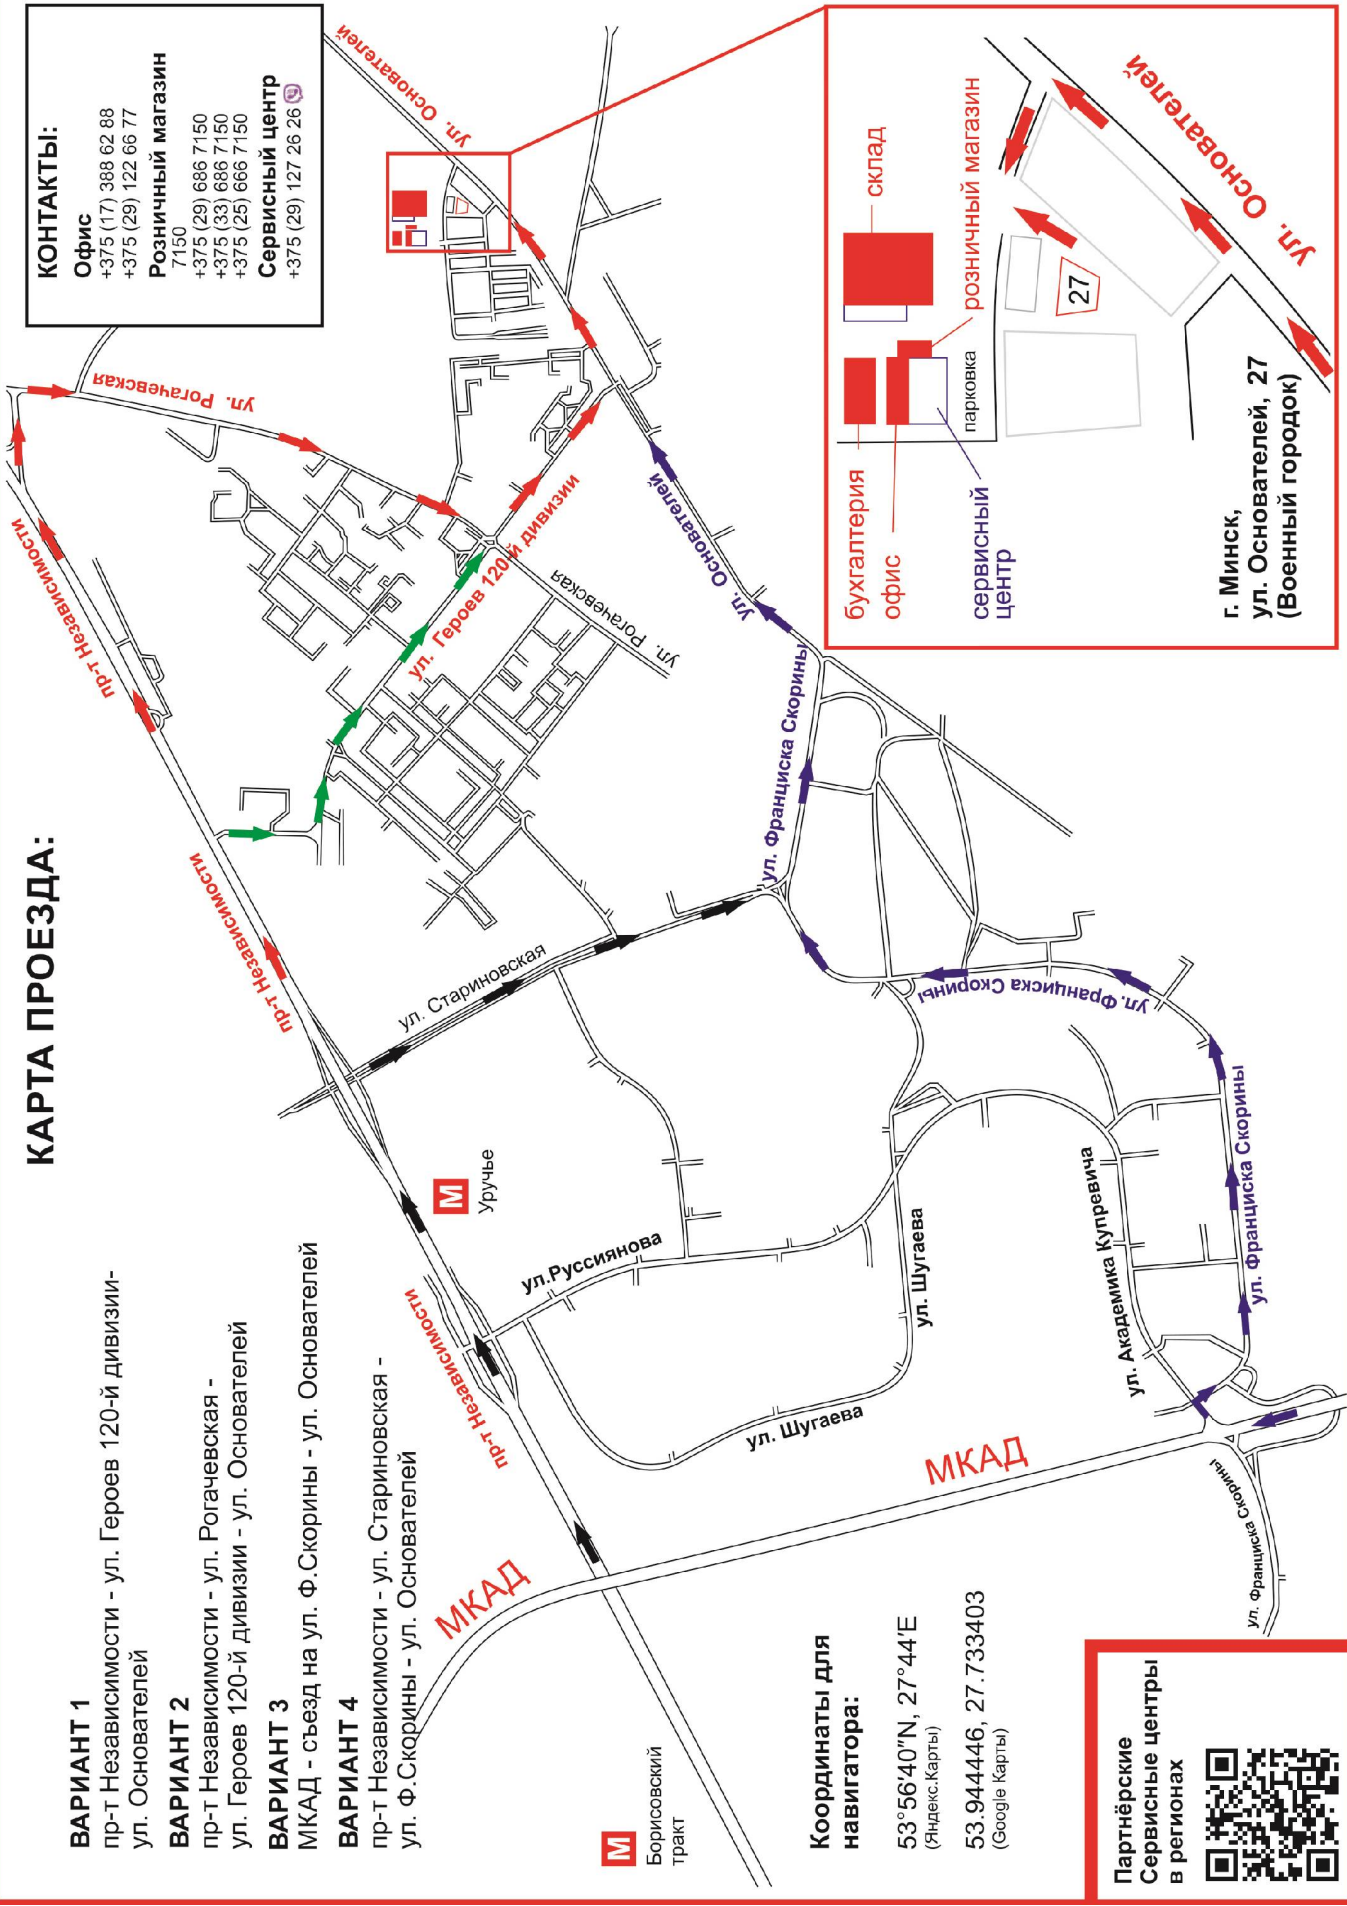 КАРТА ПРОЕЗДА:
ВАРИАНТ 1
пр-т Независимости - ул. Героев 120-й дивизии-
ул. Основателей
ВАРИАНТ 2
пр-т Независимости - ул. Рогачевская -
ул. Героев 120-й дивизии - ул. Основателей
ВАРИАНТ 3
МКАД - съезд на ул. Ф.Скорины - ул. Основателей
ВАРИАНТ 4
пр-т Независимости - ул. Стариновская -
ул. Ф.Скорины - ул. Основателей
КОНТАКТЫ:
Офис
+375 (17) 388 62 88
+375 (29) 122 66 77
Розничный магазин
7150
+375 (29) 686 7150
+375 (33) 686 7150
+375 (25) 666 7150
Сервисный центр
+375 (29) 127 26 26
М
Борисовский
тракт
МКАД
пр-т Независимости
М
Уручье
пр-т Независимости
пр-т Независимости
ул. Рогачевская
ул. Основателей
ул. Стариновская
ул. Героев 120-й дивизии
ул. Рогачевская
ул.Руссиянова
ул. Шугаева
ул. Шугаева
МКАД
ул. Франциска Скорины
ул. Основателей
ул. Франциска Скорины
ул. Академика Купревича
ул. Франциска Скорины
ул. Франциска Скорины
Координаты для
навигатора:
53°56'40"N, 27°44'E
(Яндекс.Карты)
53.944446, 27.733403
(Google Карты)
Партнёрские
Сервисные центры
в регионах
бухгалтерия
склад
офис
розничный магазин
парковка
сервисный
центр
27
ул. Основателей
г. Минск,
ул. Основателей, 27
(Военный городок)